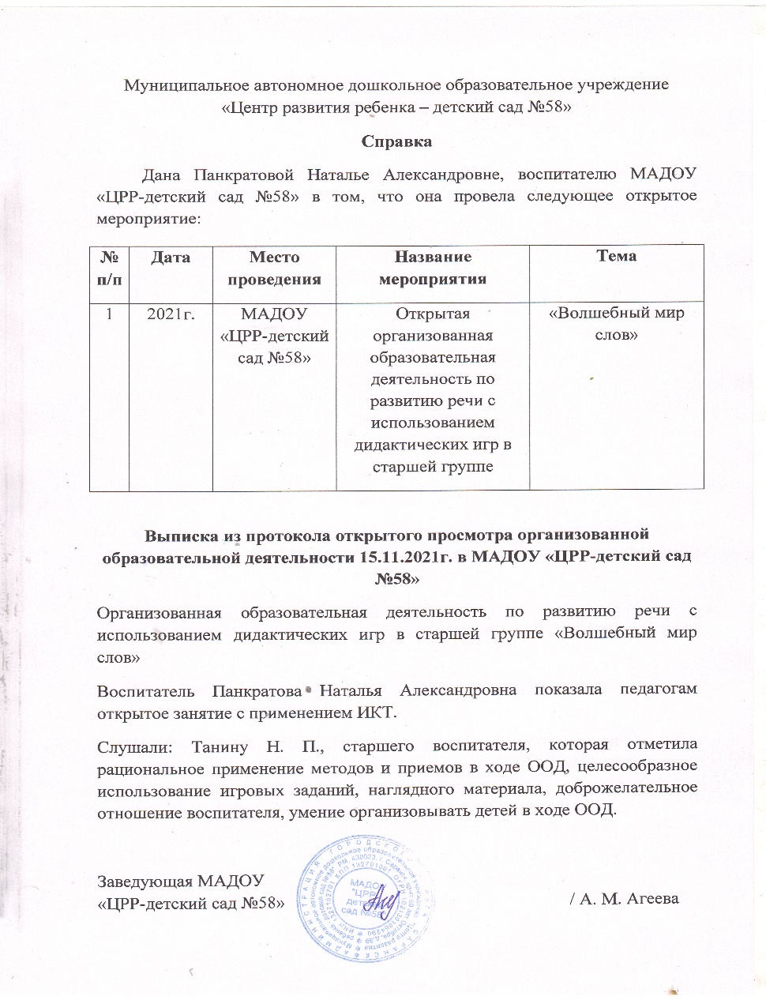 Муниципальное автономное дошкольное образовательное учреждение
«Центр развития ребенка – детский сад №58»
Справка
Дана Панкратовой Наталье Александровне, воспитателю МАДОУ
«ЦРР-детский сад №58» в том, что она провела следующее открытое
мероприятие:
№ п/п
Дата
Место
проведения
Название
мероприятия
Тема
1
2021г.
МАДОУ
«ЦРР-детский
сад №58»
Открытая
организованная
образовательная
деятельность по
развитию речи с
использованием
дидактических игр в
старшей группе
«Волшебный мир
слов»
Выписка из протокола открытого просмотра организованной
образовательной деятельности 15.11.2021г. в МАДОУ «ЦРР-детский сад
№58»
Организованная образовательная деятельность по развитию речи с
использованием дидактических игр в старшей группе «Волшебный мир
слов»
Воспитатель Панкратова Наталья Александровна показала педагогам
открытое занятие с применением ИКТ.
Слушали: Танину Н. П., старшего воспитателя, которая отметила
рациональное применение методов и приемов в ходе ООД, целесообразное
использование игровых заданий, наглядного материала, доброжелательное
отношение воспитателя, умение организовывать детей в ходе ООД.
Заведующая МАДОУ
«ЦРР-детский сад №58»
/ А. М. Агеева
МАДОУ
"ЦРР
сад №58"